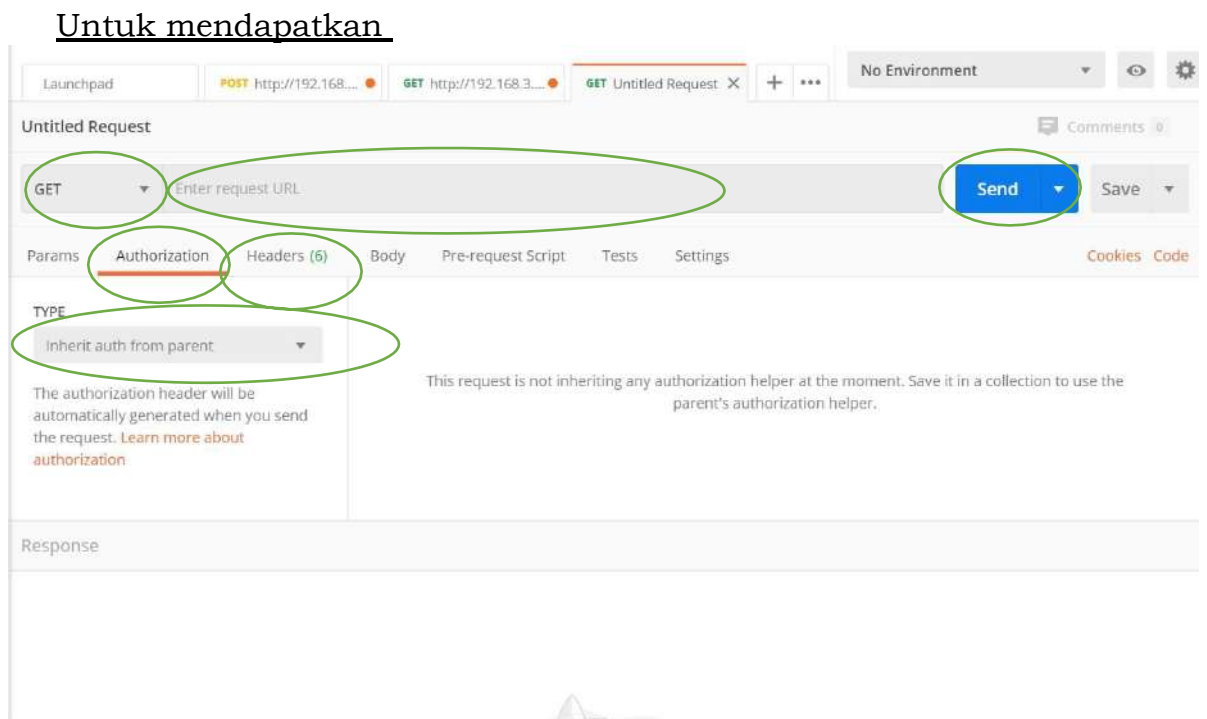 Untuk mendapatkan
Launchpad POST http://192.168.... GET http://192.168.3.... GET Untitled Request X + ••• No Environment
Untitled Request Comments 0
GET Enter request URL Send Save
Params Authorization Headers (6) Body Pre-request Script Tests Settings Cookies Code
TYPE
Inherit auth from parent
The authorization header will be
automatically generated when you send
the request. Learn more about
authorization
This request is not inheriting any authorization helper at the moment. Save it in a collection to use the
parent's authorization helper.
Response